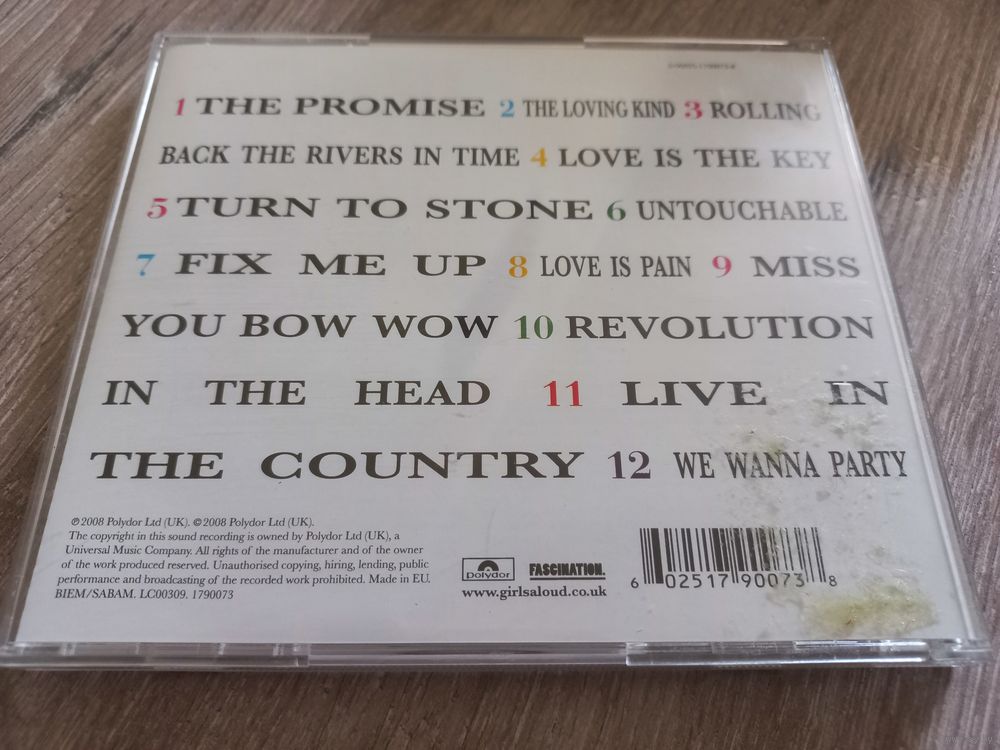 1 THE PROMISE 2 THE LOVING KIND 3 ROLLING
BACK THE RIVERS IN TIME 4 LOVE IS THE KEY
5 TURN TO STONE 6 UNTOUCHABLE
7 FIX ME UP 8 LOVE IS PAIN 9 MISS
YOU BOW WOW 10 REVOLUTION
IN THE HEAD 11 LIVE IN
THE COUNTRY 12 WE WANNA PARTY
℗ 2008 Polydor Ltd (UK). © 2008 Polydor Ltd (UK).
The copyright in this sound recording is owned by Polydor Ltd (UK), a
Universal Music Company. All rights of the manufacturer and of the owner
of the work produced reserved. Unauthorised copying, hiring, lending, public
performance and broadcasting of the recorded work prohibited. Made in EU.
BIEM/SABAM. LC00309. 1790073
Polydor
FASCINATION.
www.girlsaloud.co.uk
6 02517 90073 8